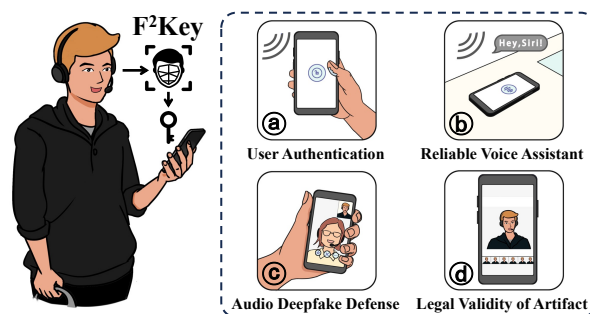 F²Key
ⓐ
User Authentication
Hey,Siri!
ⓑ
Reliable Voice Assistant
ⓒ
Audio Deepfake Defense
ⓓ
Legal Validity of Artifact